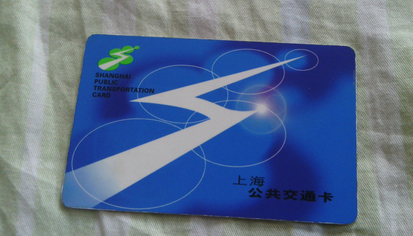 SHANGHAI
PUBLIC
TRANSPORTATION
CARD
上海
公共交通卡